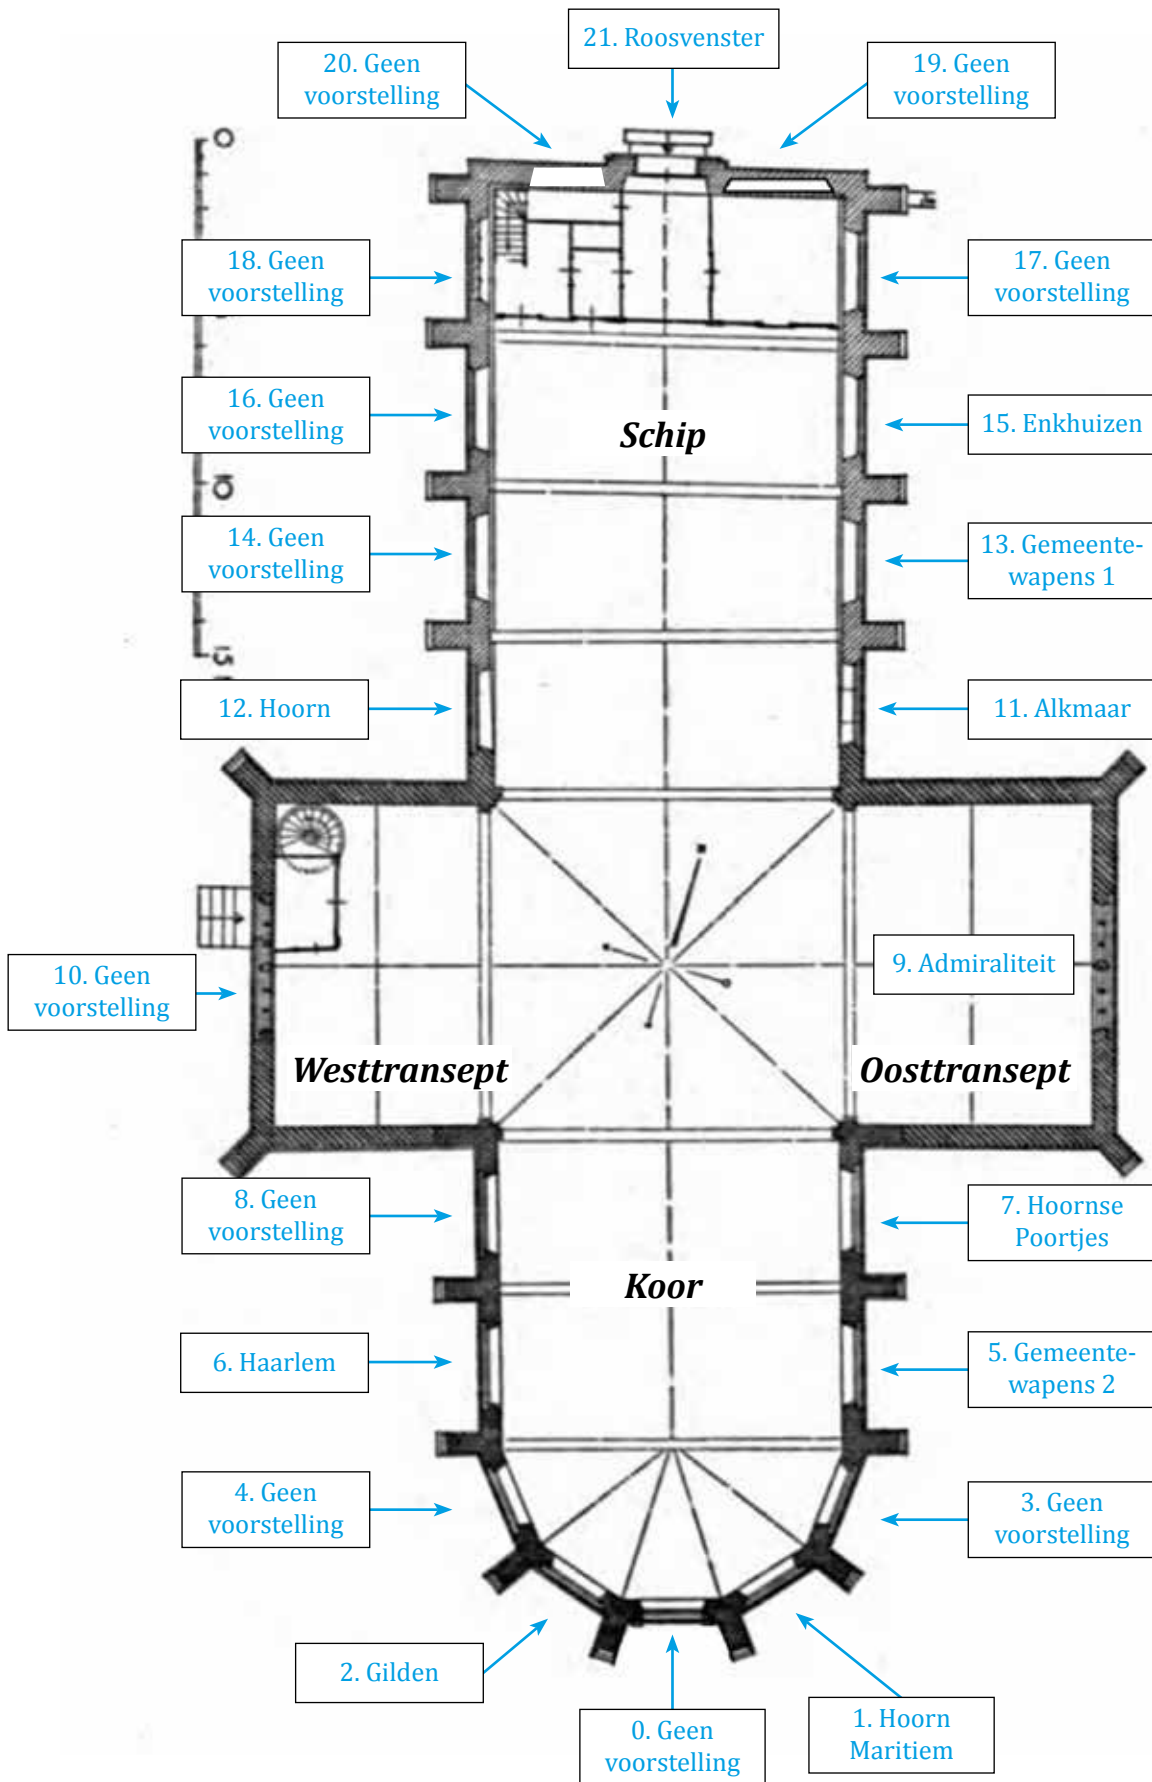 21. Roosvenster
20. Geen
voorstelling
19. Geen
voorstelling
0
18. Geen
voorstelling
17. Geen
voorstelling
16. Geen
voorstelling
Schip
15. Enkhuizen
10
14. Geen
voorstelling
13. Gemeente-
wapens 1
15
12. Hoorn
11. Alkmaar
10. Geen
voorstelling
9. Admiraliteit
Westtransept
Oosttransept
8. Geen
voorstelling
7. Hoornse
Poortjes
Koor
6. Haarlem
5. Gemeente-
wapens 2
4. Geen
voorstelling
3. Geen
voorstelling
2. Gilden
0. Geen
voorstelling
1. Hoorn
Maritiem